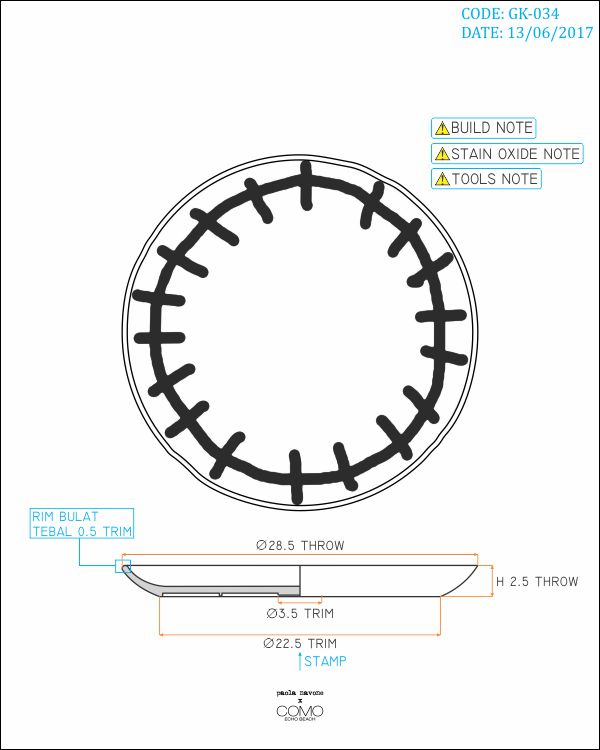 CODE: GK-034
DATE: 13/06/2017
BUILD NOTE
STAIN OXIDE NOTE
TOOLS NOTE
RIM BULAT
TEBAL 0.5 TRIM
Ø28.5 THROW
H 2.5 THROW
Ø3.5 TRIM
Ø22.5 TRIM
STAMP
paola navone
x
COMO
ECHO BEACH